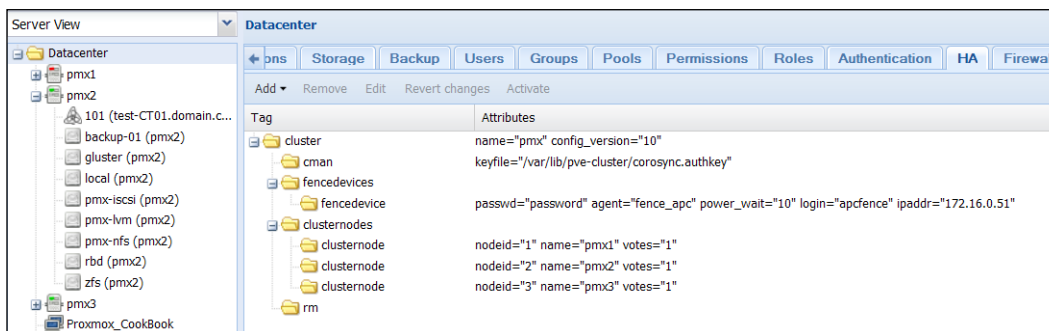 Server View
Datacenter
pmx1
pmx2
101 (test-CT01.domain.c...
backup-01 (pmx2)
gluster (pmx2)
local (pmx2)
pmx-iscsi (pmx2)
pmx-lvm (pmx2)
pmx-nfs (pmx2)
rbd (pmx2)
zfs (pmx2)
pmx3
Proxmox_CookBook
Datacenter
ons Storage Backup Users Groups Pools Permissions Roles Authentication HA Firewa
Add Remove Edit Revert changes Activate
Tag Attributes
cluster name="pmx" config_version="10"
cman keyfile="/var/lib/pve-cluster/corosync.authkey"
fencedevices
fencedevice passwd="password" agent="fence_apc" power_wait="10" login="apcfence" ipaddr="172.16.0.51"
clusternodes
clusternode nodeid="1" name="pmx1" votes="1"
clusternode nodeid="2" name="pmx2" votes="1"
clusternode nodeid="3" name="pmx3" votes="1"
rm